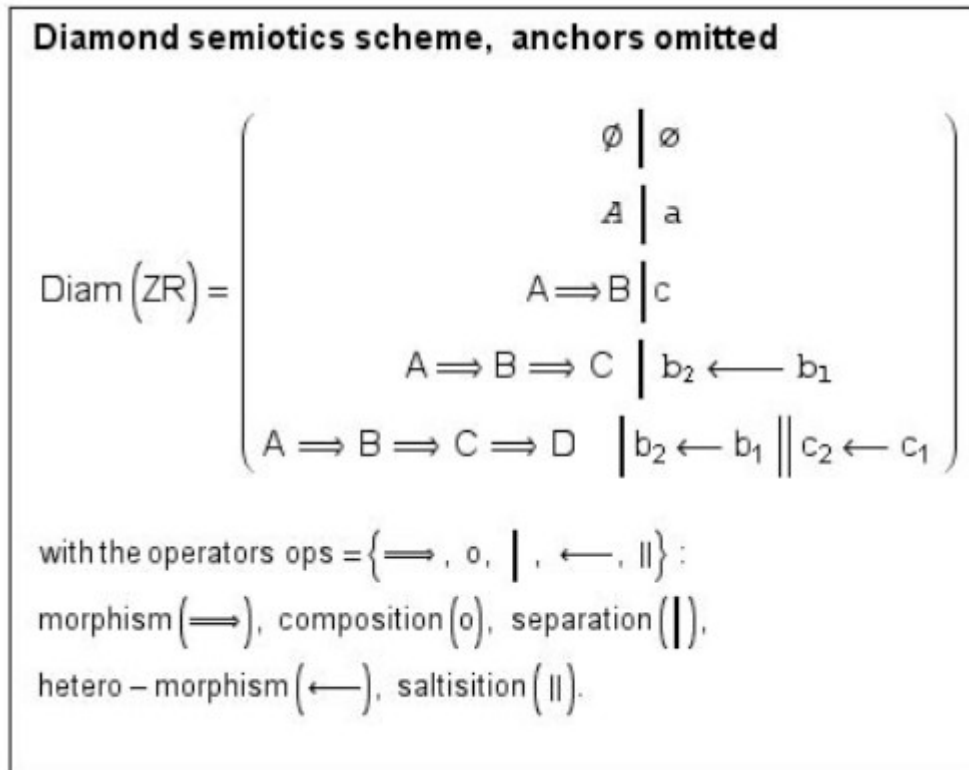 Diamond semiotics scheme, anchors omitted
∅ | ∅
A | a
Diam (ZR) = A ⟹ B | c
A ⟹ B ⟹ C | b₂ ⟵ b₁
A ⟹ B ⟹ C ⟹ D | b₂ ← b₁ || c₂ ← c₁
with the operators ops = {⟹, o, |, ⟵, ||} :
morphism (⟹), composition (o), separation (|),
hetero – morphism (⟵), saltisition (||).